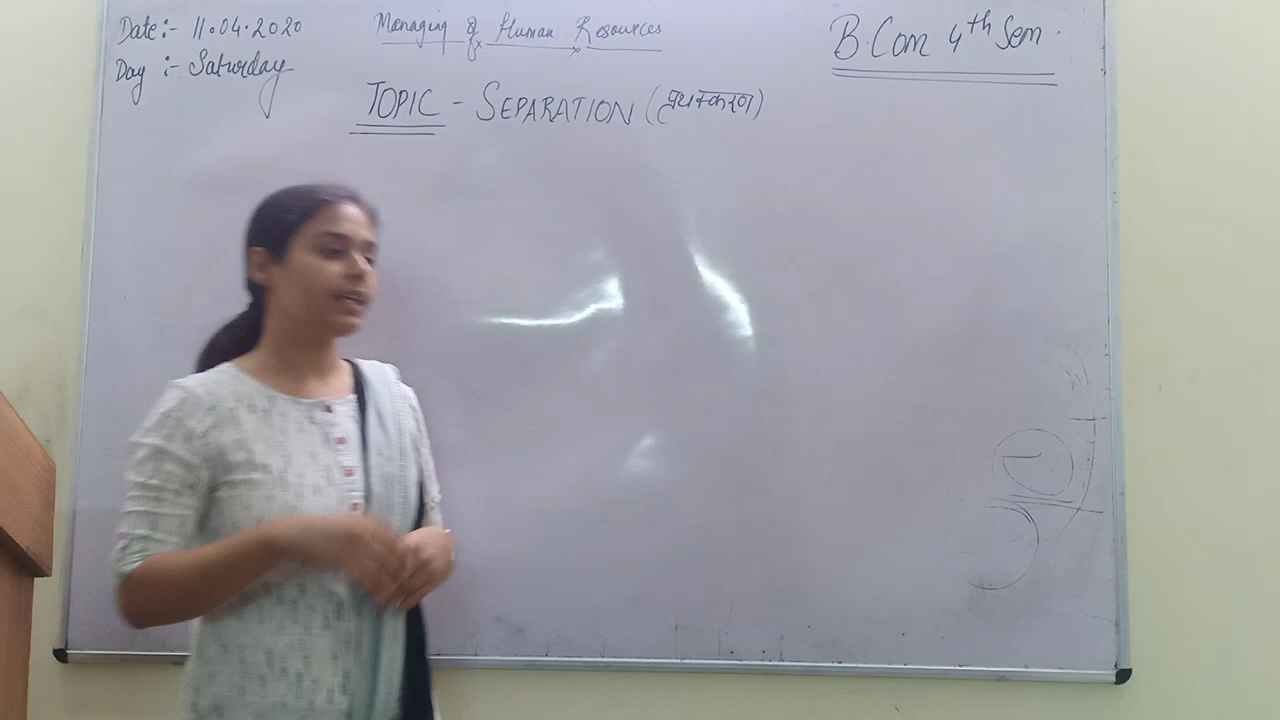 Date:- 11.04.2020
Day :- Saturday
Managing of Human Resources
B.Com 4th Sem.
TOPIC - SEPARATION (पृथक्करण)